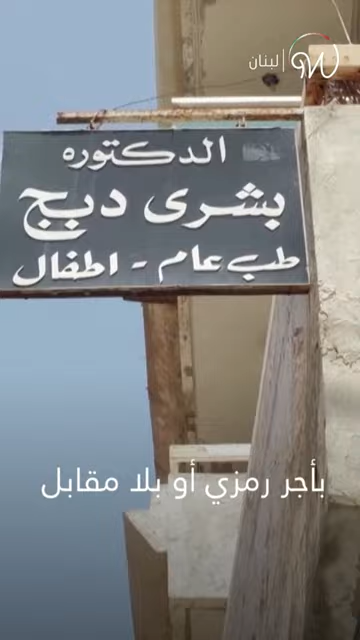 لبنان
الدكتوره
بشرى دبج
طب عام - اطفال
بأجر رمزي أو بلا مقابل